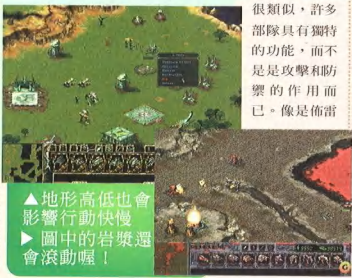 很類似，許多
部隊具有獨特
的功能，而不
是是攻擊和防
禦的作用而
已。像是佈雷
▲地形高低也會
影響行動快慢
▶圖中的岩漿還
會滾動喔！